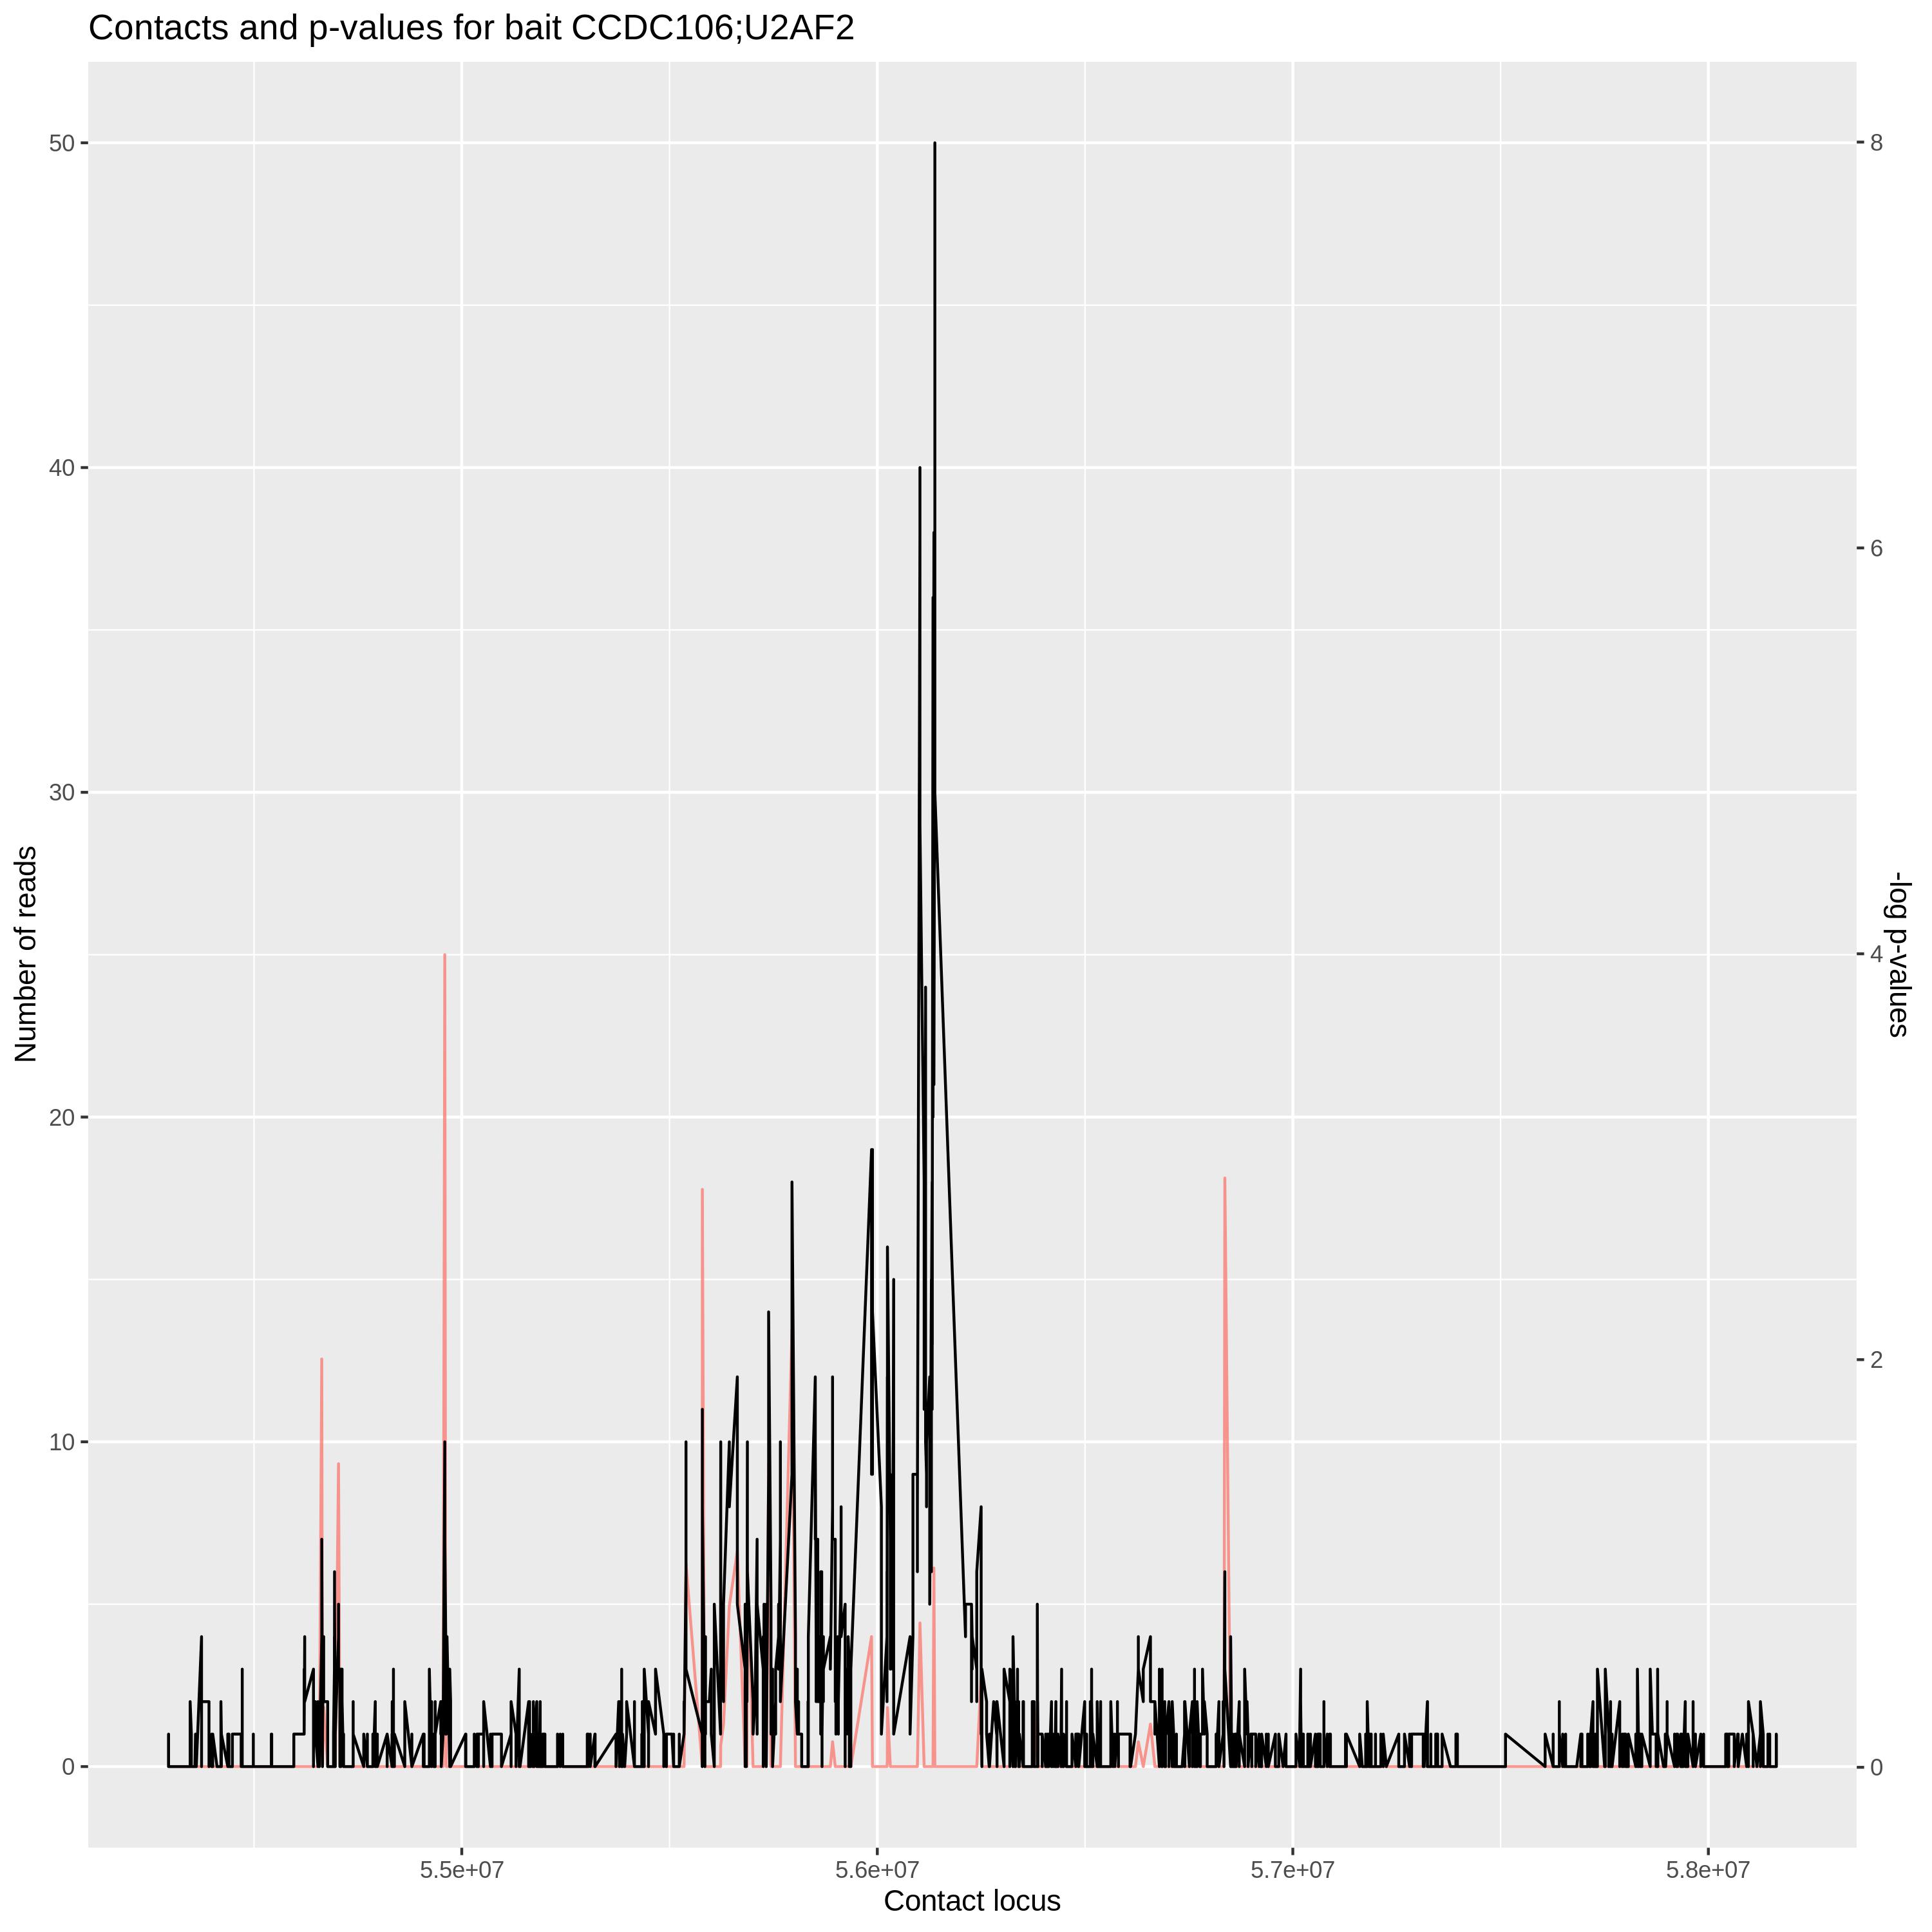 Contacts and p-values for bait CCDC106;U2AF2
50
40
30
20
10
0
Number of reads
8
6
4
2
0
-log p-values
5.5e+07
5.6e+07
5.7e+07
5.8e+07
Contact locus